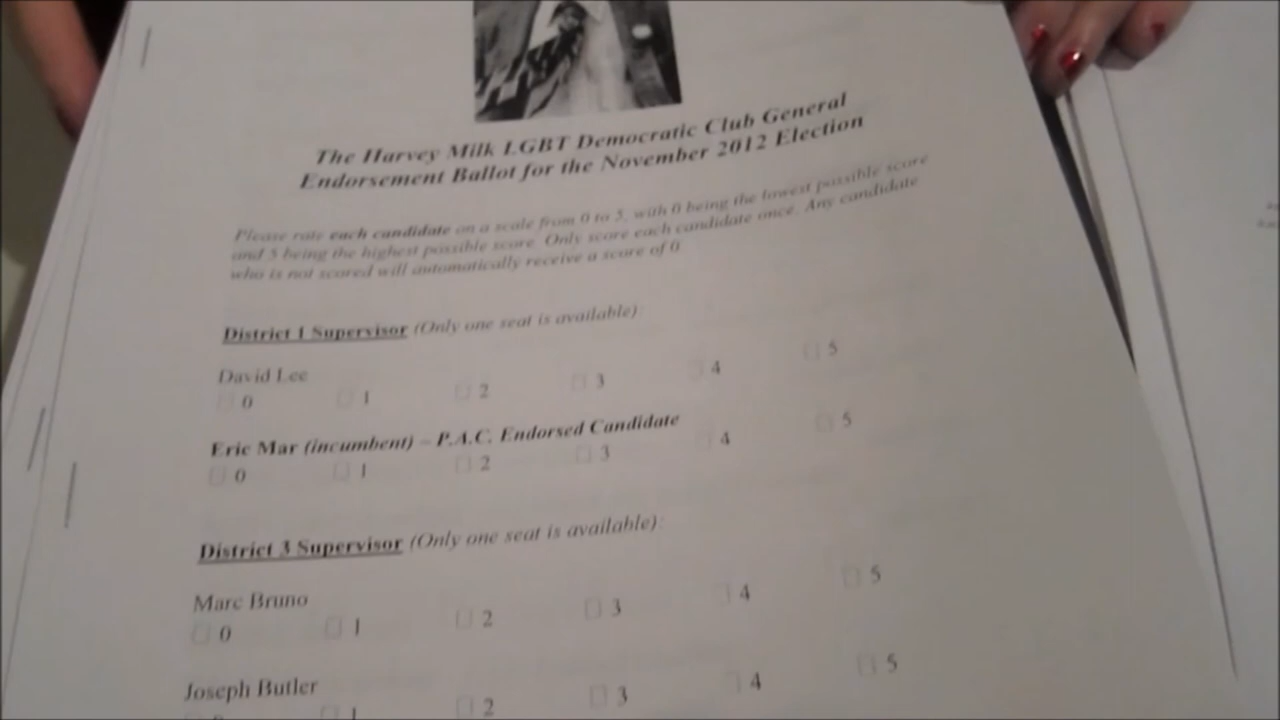 The Harvey Milk LGBT Democratic Club General
Endorsement Ballot for the November 2012 Election
Please rate each candidate on a scale from 0 to 5, with 0 being the lowest possible score
and 5 being the highest possible score. Only score each candidate once. Any candidate
who is not scored will automatically receive a score of 0.
District 1 Supervisor (Only one seat is available):
David Lee
0 1 2 3 4 5
Eric Mar (incumbent) – P.A.C. Endorsed Candidate
0 1 2 3 4 5
District 3 Supervisor (Only one seat is available):
Marc Bruno
0 1 2 3 4 5
Joseph Butler
1 2 3 4 5